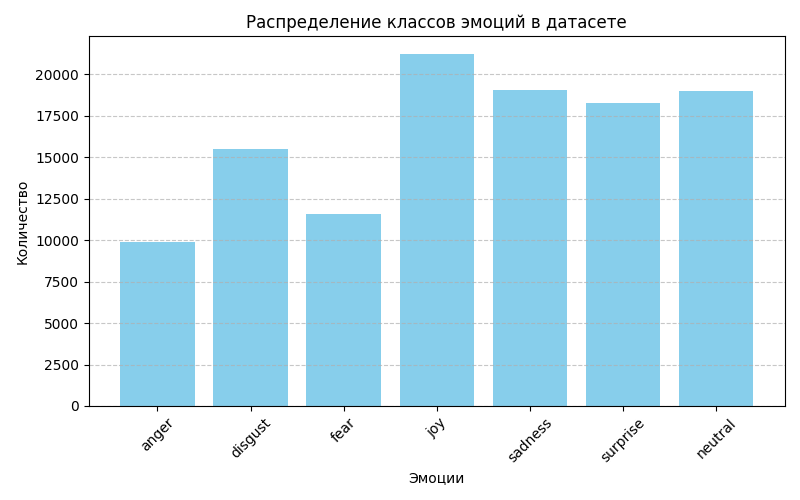 Распределение классов эмоций в датасете
Количество
20000
17500
15000
12500
10000
7500
5000
2500
0
anger
disgust
fear
joy
sadness
surprise
neutral
Эмоции